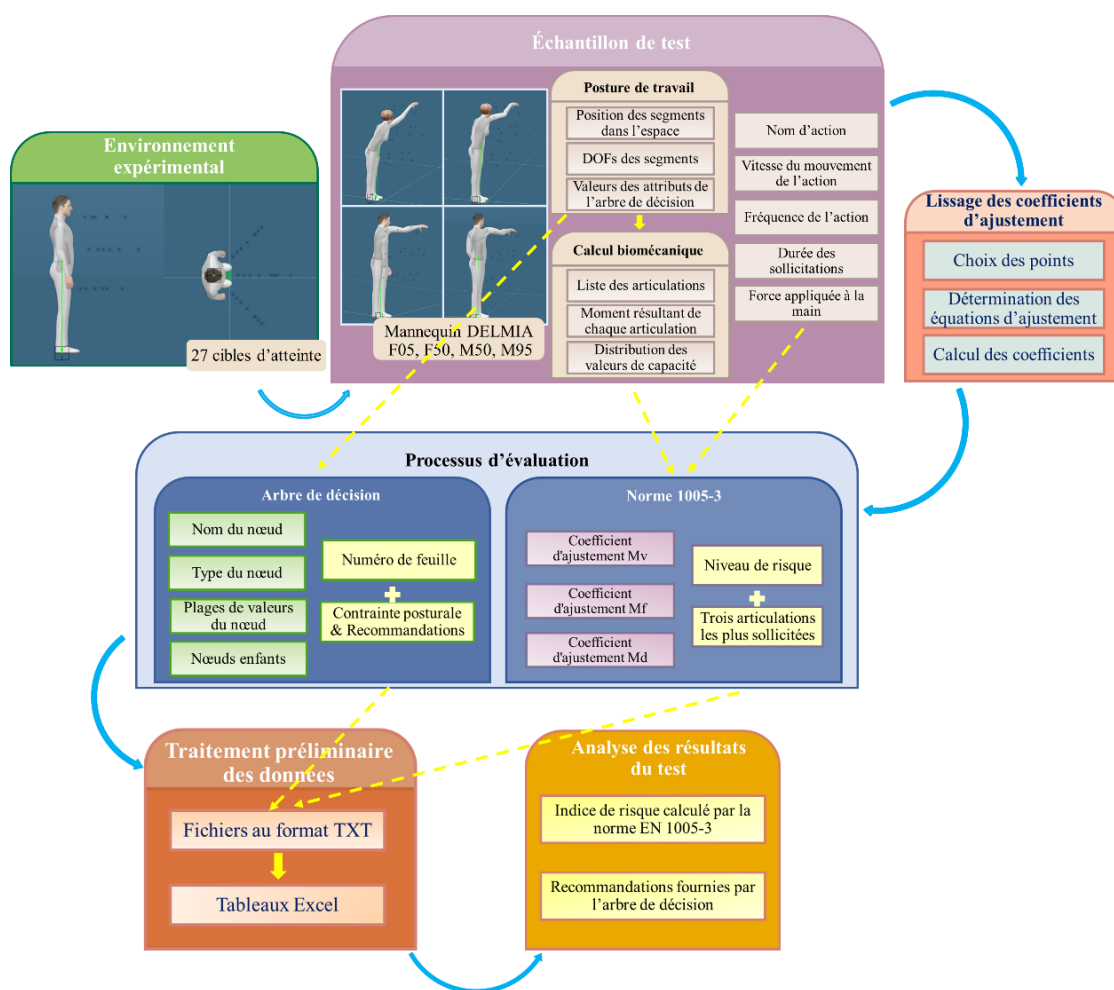 Échantillon de test
Environnement
expérimental
27 cibles d'atteinte
Mannequin DELMIA
F05, F50, M50, M95
Posture de travail
Position des segments
dans l'espace
DOFs des segments
Valeurs des attributs de
l'arbre de décision
Calcul biomécanique
Liste des articulations
Moment résultant de
chaque articulation
Distribution des
valeurs de capacité
Nom d'action
Vitesse du mouvement
de l'action
Fréquence de l'action
Durée des
sollicitations
Force appliquée à la
main
Lissage des coefficients
d'ajustement
Choix des points
Détermination des
équations d'ajustement
Calcul des coefficients
Processus d'évaluation
Arbre de décision
Nom du nœud
Type du nœud
Plages de valeurs
du nœud
Nœuds enfants
Numéro de feuille
Contrainte posturale
& Recommandations
Norme 1005-3
Coefficient
d'ajustement Mv
Coefficient
d'ajustement Mf
Coefficient
d'ajustement Md
Niveau de risque
Trois articulations
les plus sollicitées
Traitement préliminaire
des données
Fichiers au format TXT
Tableaux Excel
Analyse des résultats
du test
Indice de risque calculé par la
norme EN 1005-3
Recommandations fournies par
l'arbre de décision